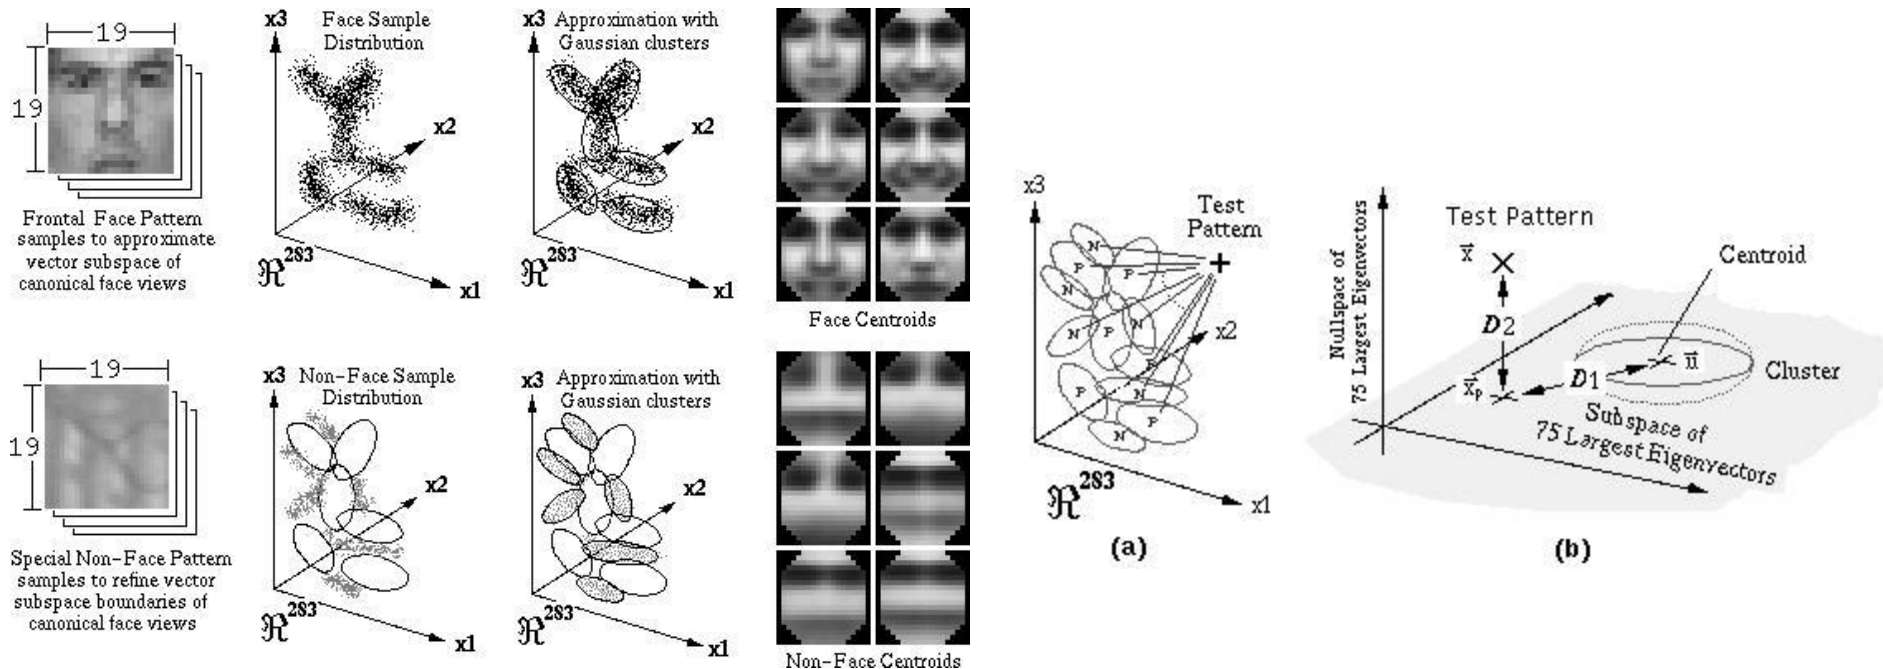 19
19
Frontal Face Pattern
samples to approximate
vector subspace of
canonical face views
x3
Face Sample
Distribution
x2
ℜ²⁸³
x1
x3
Approximation with
Gaussian clusters
x2
ℜ²⁸³
x1
Face Centroids
19
19
Special Non-Face Pattern
samples to refine vector
subspace boundaries of
canonical face views
x3
Non-Face Sample
Distribution
x2
ℜ²⁸³
x1
x3
Approximation with
Gaussian clusters
x2
ℜ²⁸³
x1
Non-Face Centroids
x3
Test
Pattern
N
P
P
N
N
P
N
x2
P
P
N
P
N
ℜ²⁸³
x1
(a)
Nullspace of
75 Largest Eigenvectors
Test Pattern
x⃗
Centroid
D2
u⃗
Cluster
x⃗p
D1
Subspace of
75 Largest Eigenvectors
(b)